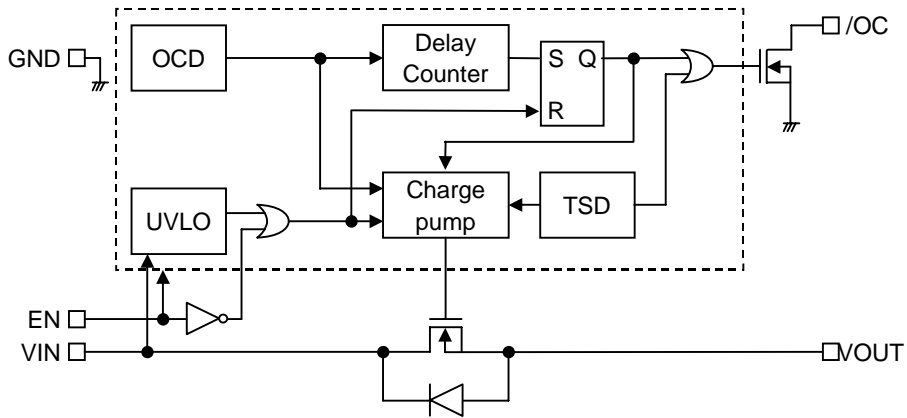 GND
OCD
Delay
Counter
S Q
R
/OC
UVLO
Charge
pump
TSD
EN
VIN
VOUT